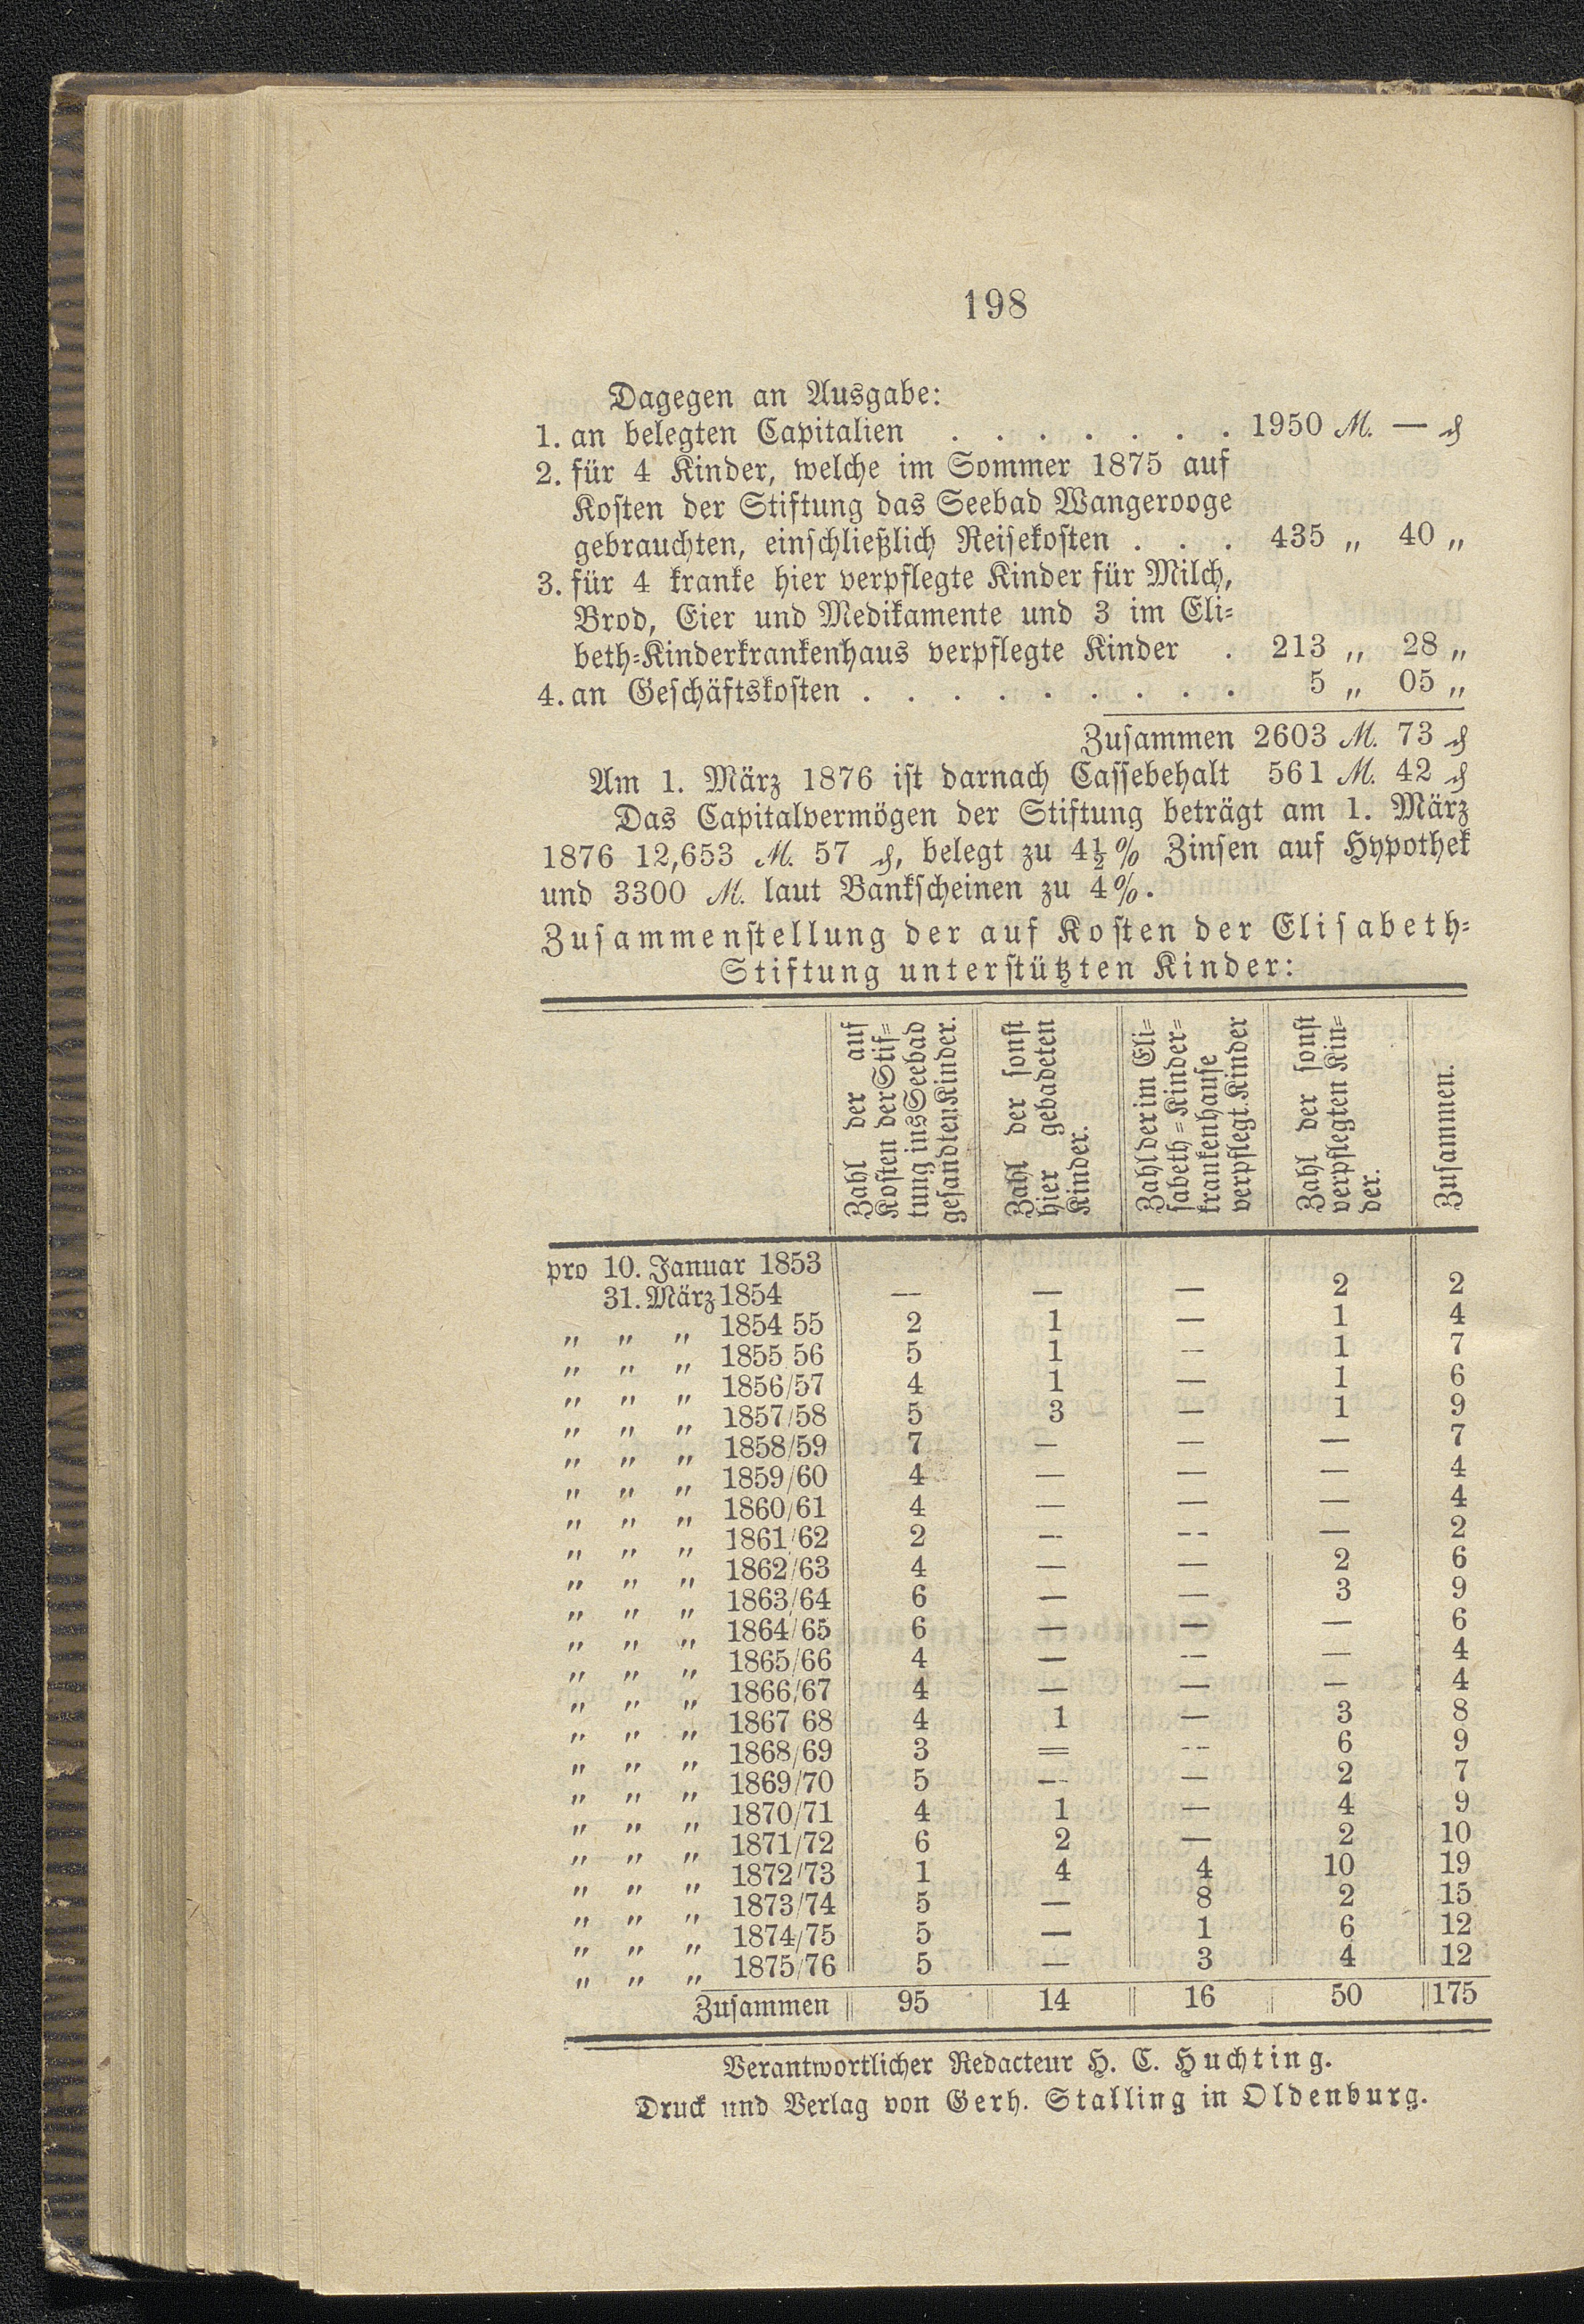 198
Dagegen an Ausgabe:
1. an belegten Capitalien . . . . . . . 1950 M. — ₰
2. für 4 Kinder, welche im Sommer 1875 auf
Kosten der Stiftung das Seebad Wangerooge
gebrauchten, einschließlich Reisekosten . . . 435 „ 40 „
3. für 4 kranke hier verpflegte Kinder für Milch,
Brod, Eier und Medikamente und 3 im Eli-
beth-Kinderkrankenhaus verpflegte Kinder . 213 „ 28 „
4. an Geschäftskosten . . . . . . . . . 5 „ 05 „
Zusammen 2603 M. 73 ₰
Am 1. März 1876 ist darnach Cassebehalt 561 M. 42 ₰
Das Capitalvermögen der Stiftung beträgt am 1. März
1876 12,653 M. 57 ₰, belegt zu 4½% Zinsen auf Hypothek
und 3300 M. laut Bankscheinen zu 4%.
Zusammenstellung der auf Kosten der Elisabeth-
Stiftung unterstützten Kinder:
Zahl der auf
Kosten der Stif-
tung ins Seebad
gesandten Kinder.
Zahl der sonst
hier gebadeten
Kinder.
Zahl der im Eli-
sabeth-Kinder-
krankenhause
verpflegt. Kinder
Zahl der sonst
verpflegten Kin-
der.
Zusammen.
pro 10. Januar 1853
31. März 1854 — — — 2 2
„ „ „ 1854 55 2 1 — 1 4
„ „ „ 1855 56 5 1 — 1 7
„ „ „ 1856/57 4 1 — 1 6
„ „ „ 1857/58 5 3 — 1 9
„ „ „ 1858/59 7 — — — 7
„ „ „ 1859/60 4 — — — 4
„ „ „ 1860/61 4 — — — 4
„ „ „ 1861/62 2 — — — 2
„ „ „ 1862/63 4 — — 2 6
„ „ „ 1863/64 6 — — 3 9
„ „ „ 1864/65 6 — — — 6
„ „ „ 1865/66 4 — — — 4
„ „ „ 1866/67 4 — — — 4
„ „ „ 1867 68 4 1 — 3 8
„ „ „ 1868/69 3 = — 6 9
„ „ „ 1869/70 5 — — 2 7
„ „ „ 1870/71 4 1 — 4 9
„ „ „ 1871/72 6 2 — 2 10
„ „ „ 1872/73 1 4 4 10 19
„ „ „ 1873/74 5 — 8 2 15
„ „ „ 1874/75 5 — 1 6 12
„ „ „ 1875/76 5 — 3 4 12
Zusammen 95 14 16 50 175
Verantwortlicher Redacteur H. C. Huchting.
Druck und Verlag von Gerh. Stalling in Oldenburg.